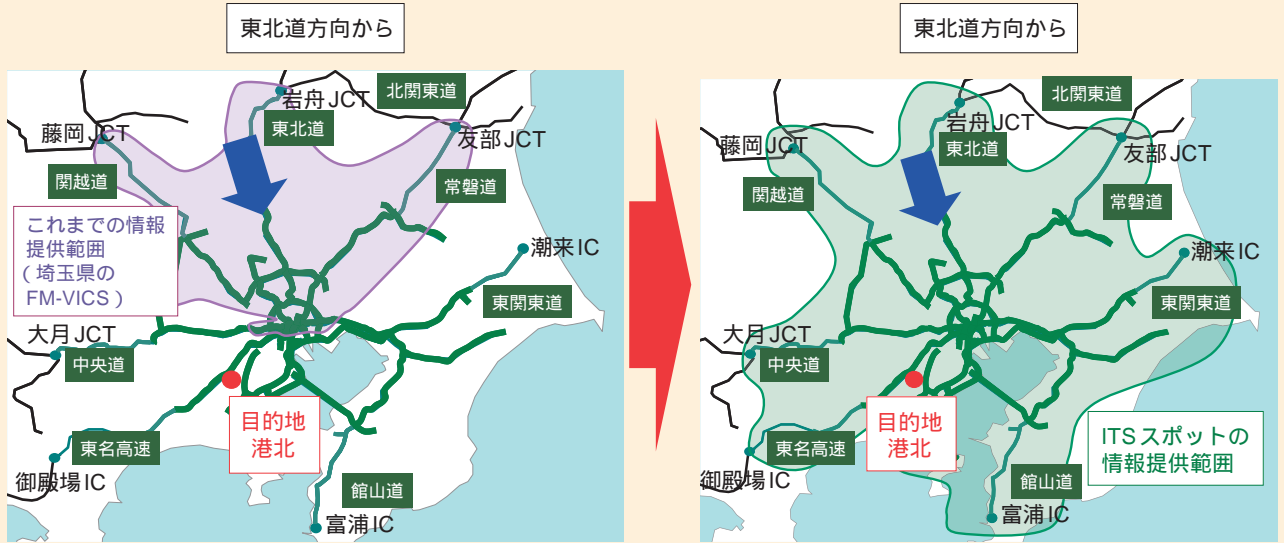 東北道方向から
岩舟JCT
北関東道
東北道
藤岡JCT
友部JCT
関越道
常磐道
これまでの情報
提供範囲
（埼玉県の
FM-VICS）
潮来IC
東関東道
大月JCT
中央道
目的地
港北
東名高速
御殿場IC
館山道
富浦IC
東北道方向から
北関東道
岩舟JCT
東北道
藤岡JCT
友部JCT
関越道
常磐道
潮来IC
東関東道
大月JCT
中央道
目的地
港北
ITSスポットの
情報提供範囲
東名高速
御殿場IC
館山道
富浦IC